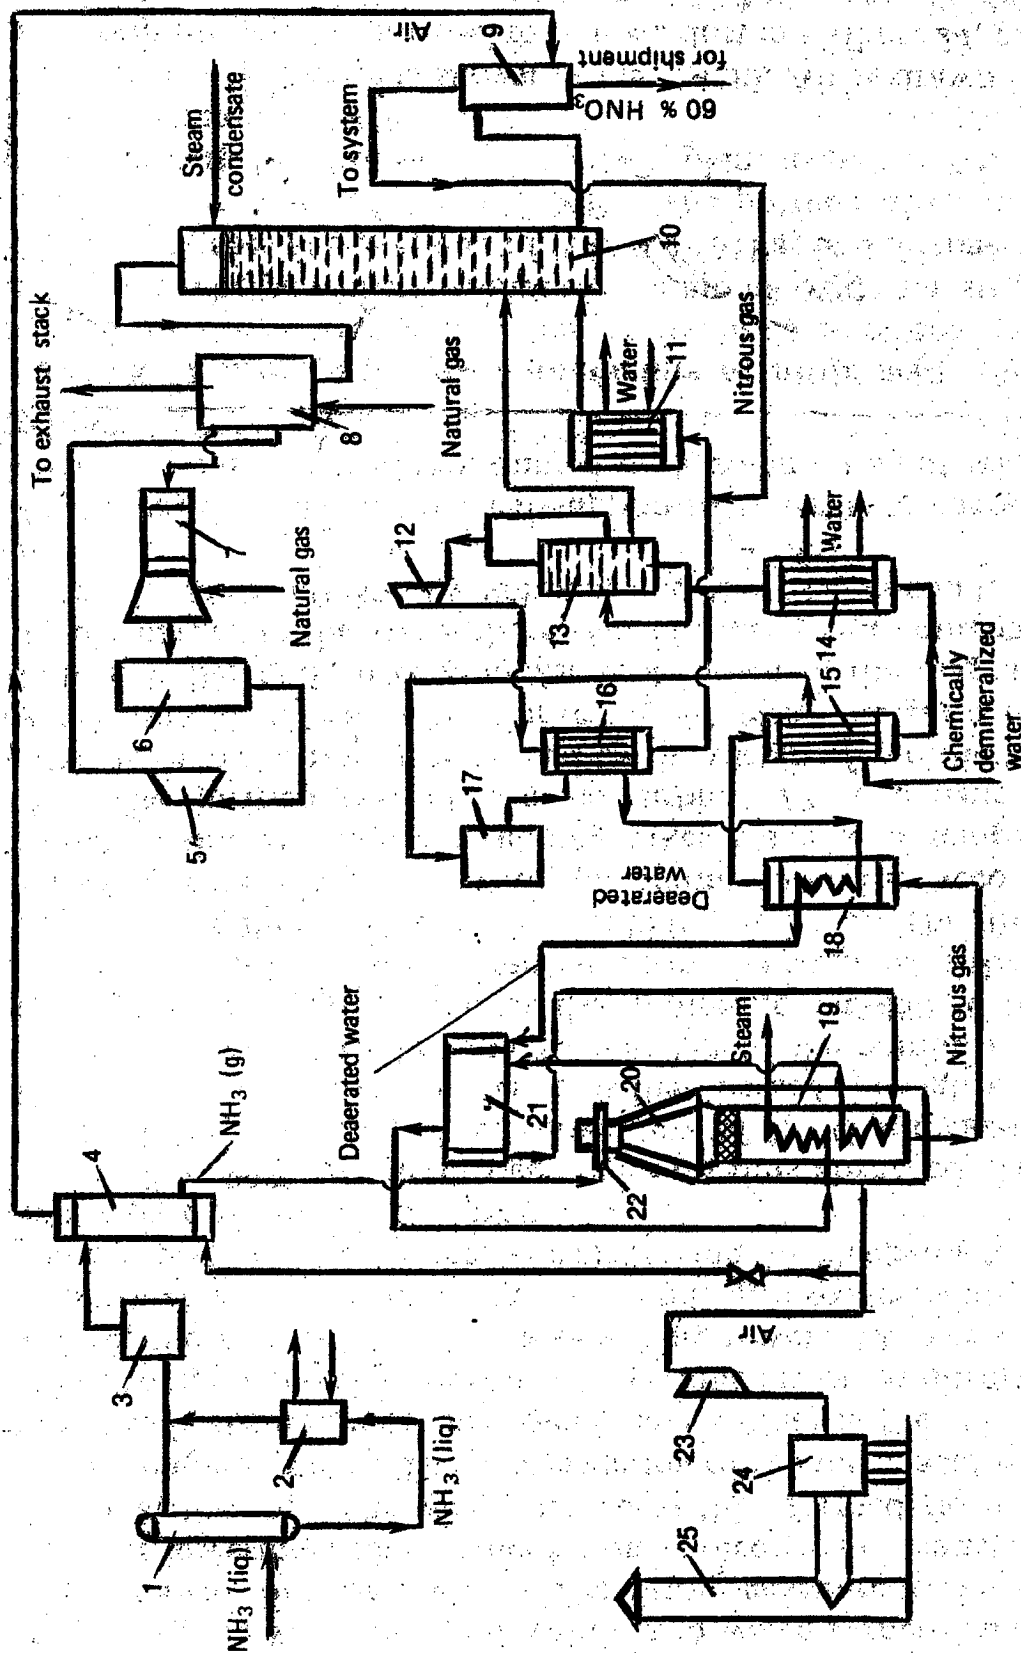 Air
9
for shipment
60 % HNO3
Steam
condensate
To system
10
To exhaust stack
8
Natural gas
Water
11
Nitrous gas
7
Natural gas
6
5
12
13
Water
14
15
16
17
Chemically
demineralized
water
Deaerated
water
18
Nitrous gas
Deaerated water
21
Steam
19
20
22
NH3 (g)
4
3
2
NH3 (liq)
1
NH3 (liq)
Air
23
24
25